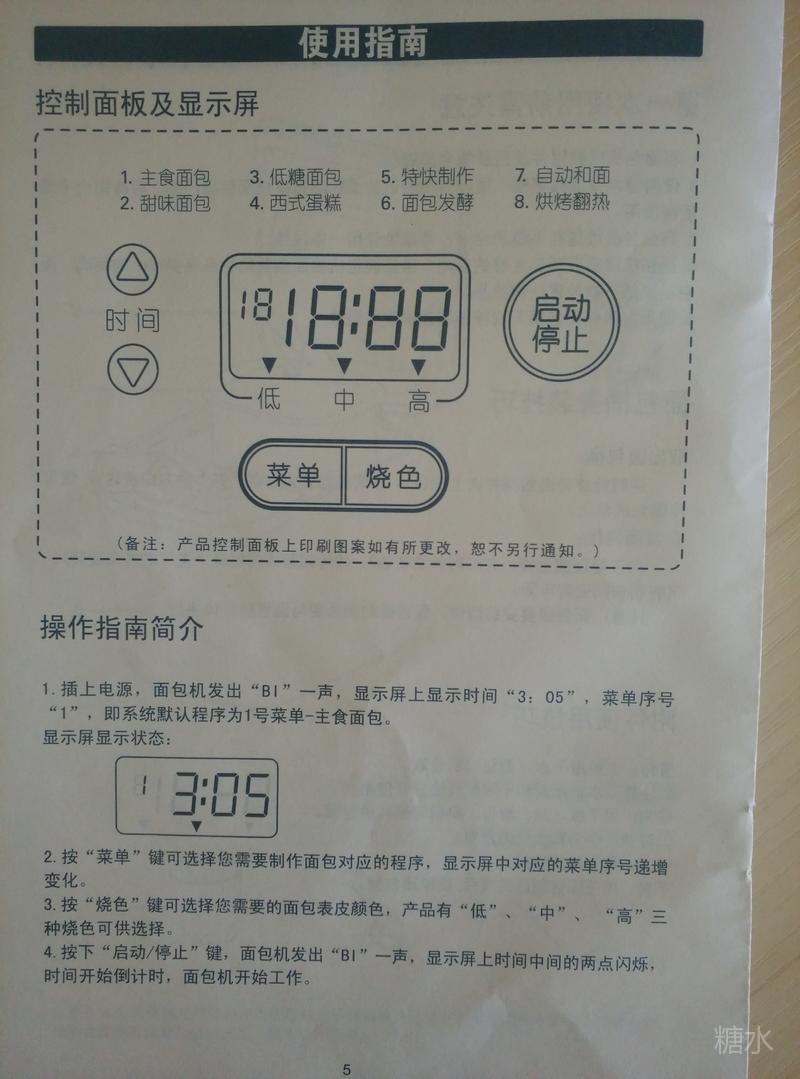 使用指南
控制面板及显示屏
1. 主食面包 3. 低糖面包 5. 特快制作 7. 自动和面
2. 甜味面包 4. 西式蛋糕 6. 面包发酵 8. 烘烤翻热
时间
18 18:88
启动
停止
低 中 高
菜单 烧色
(备注：产品控制面板上印刷图案如有所更改，恕不另行通知。)
操作指南简介
1. 插上电源，面包机发出“BI”一声，显示屏上显示时间“3：05”，菜单序号
“1”，即系统默认程序为1号菜单-主食面包。
显示屏显示状态：
1 3:05
2. 按“菜单”键可选择您需要制作面包对应的程序，显示屏中对应的菜单序号递增
变化。
3. 按“烧色”键可选择您需要的面包表皮颜色，产品有“低”、“中”、 “高”三
种烧色可供选择。
4. 按下“启动/停止”键，面包机发出“BI”一声，显示屏上时间中间的两点闪烁，
时间开始倒计时，面包机开始工作。
糖水
5